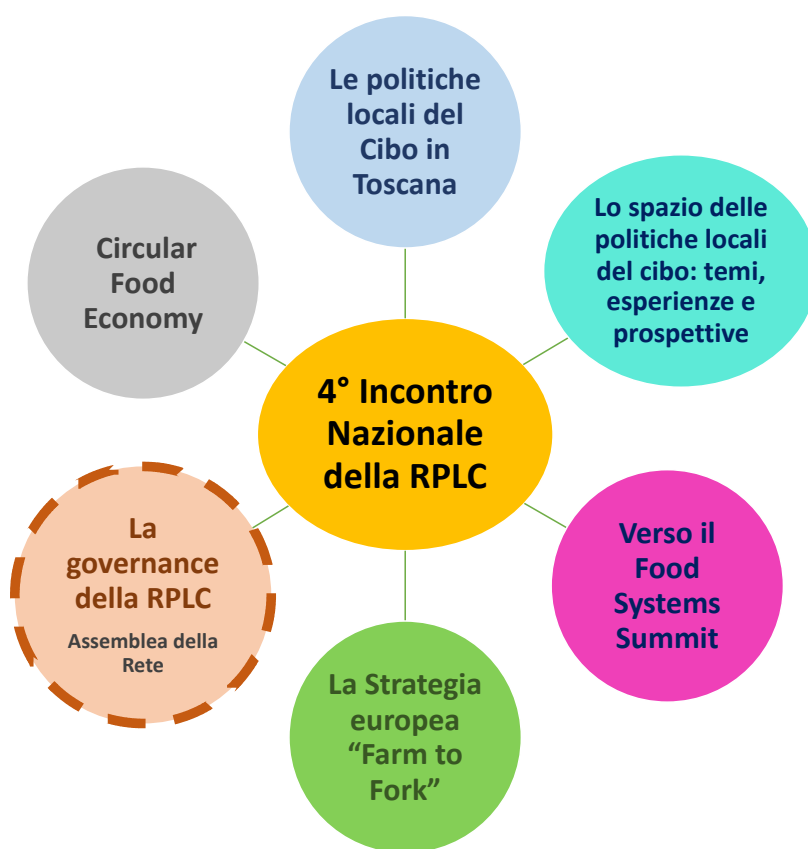 Le politiche
locali del
Cibo in
Toscana
Lo spazio delle
politiche locali
del cibo: temi,
esperienze e
prospettive
Circular
Food
Economy
4° Incontro
Nazionale
della RPLC
La
governance
della RPLC
Assemblea della
Rete
Verso il
Food
Systems
Summit
La Strategia
europea
“Farm to
Fork”